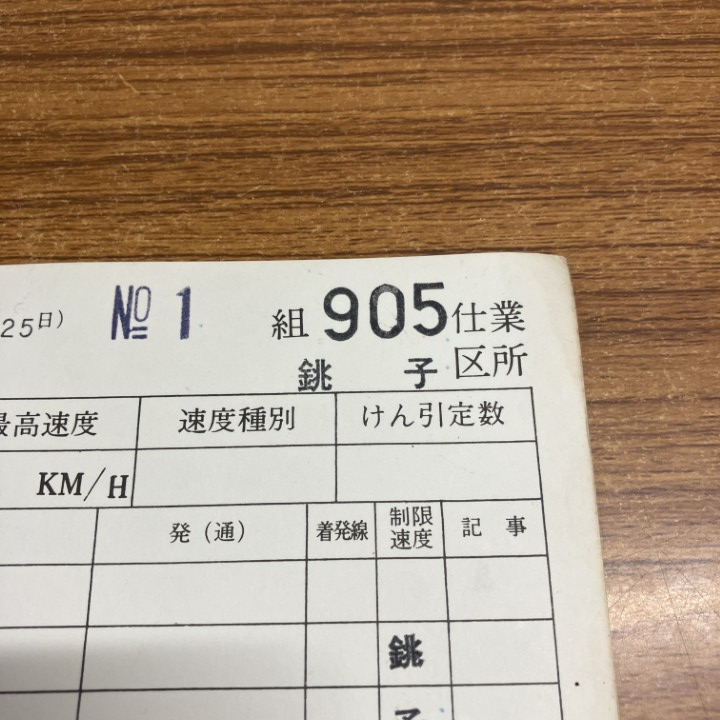 25日) № 1 組 905 仕業
銚子 区所
最高速度 速度種別 けん引定数
KM/H
発(通) 着発線 制限速度 記事
銚
子